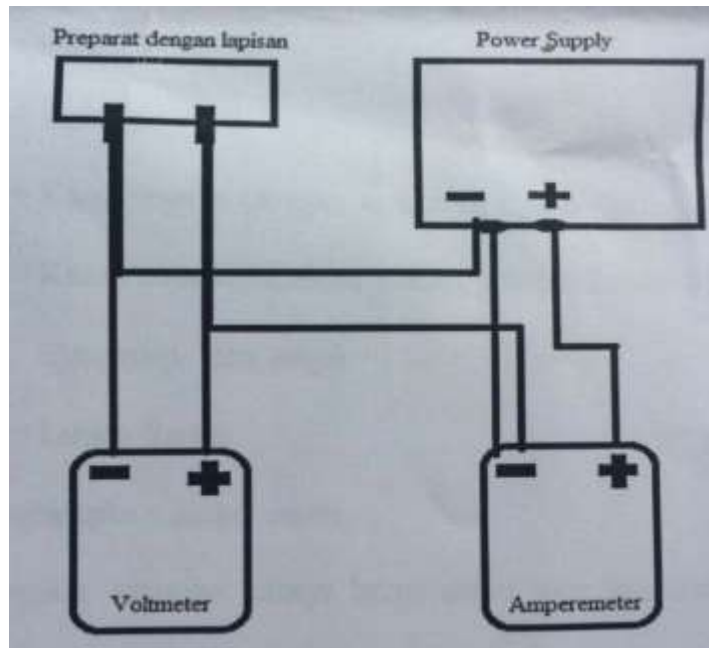 Preparat dengan lapisan
Power Supply
− +
− +
− +
Voltmeter
Amperemeter